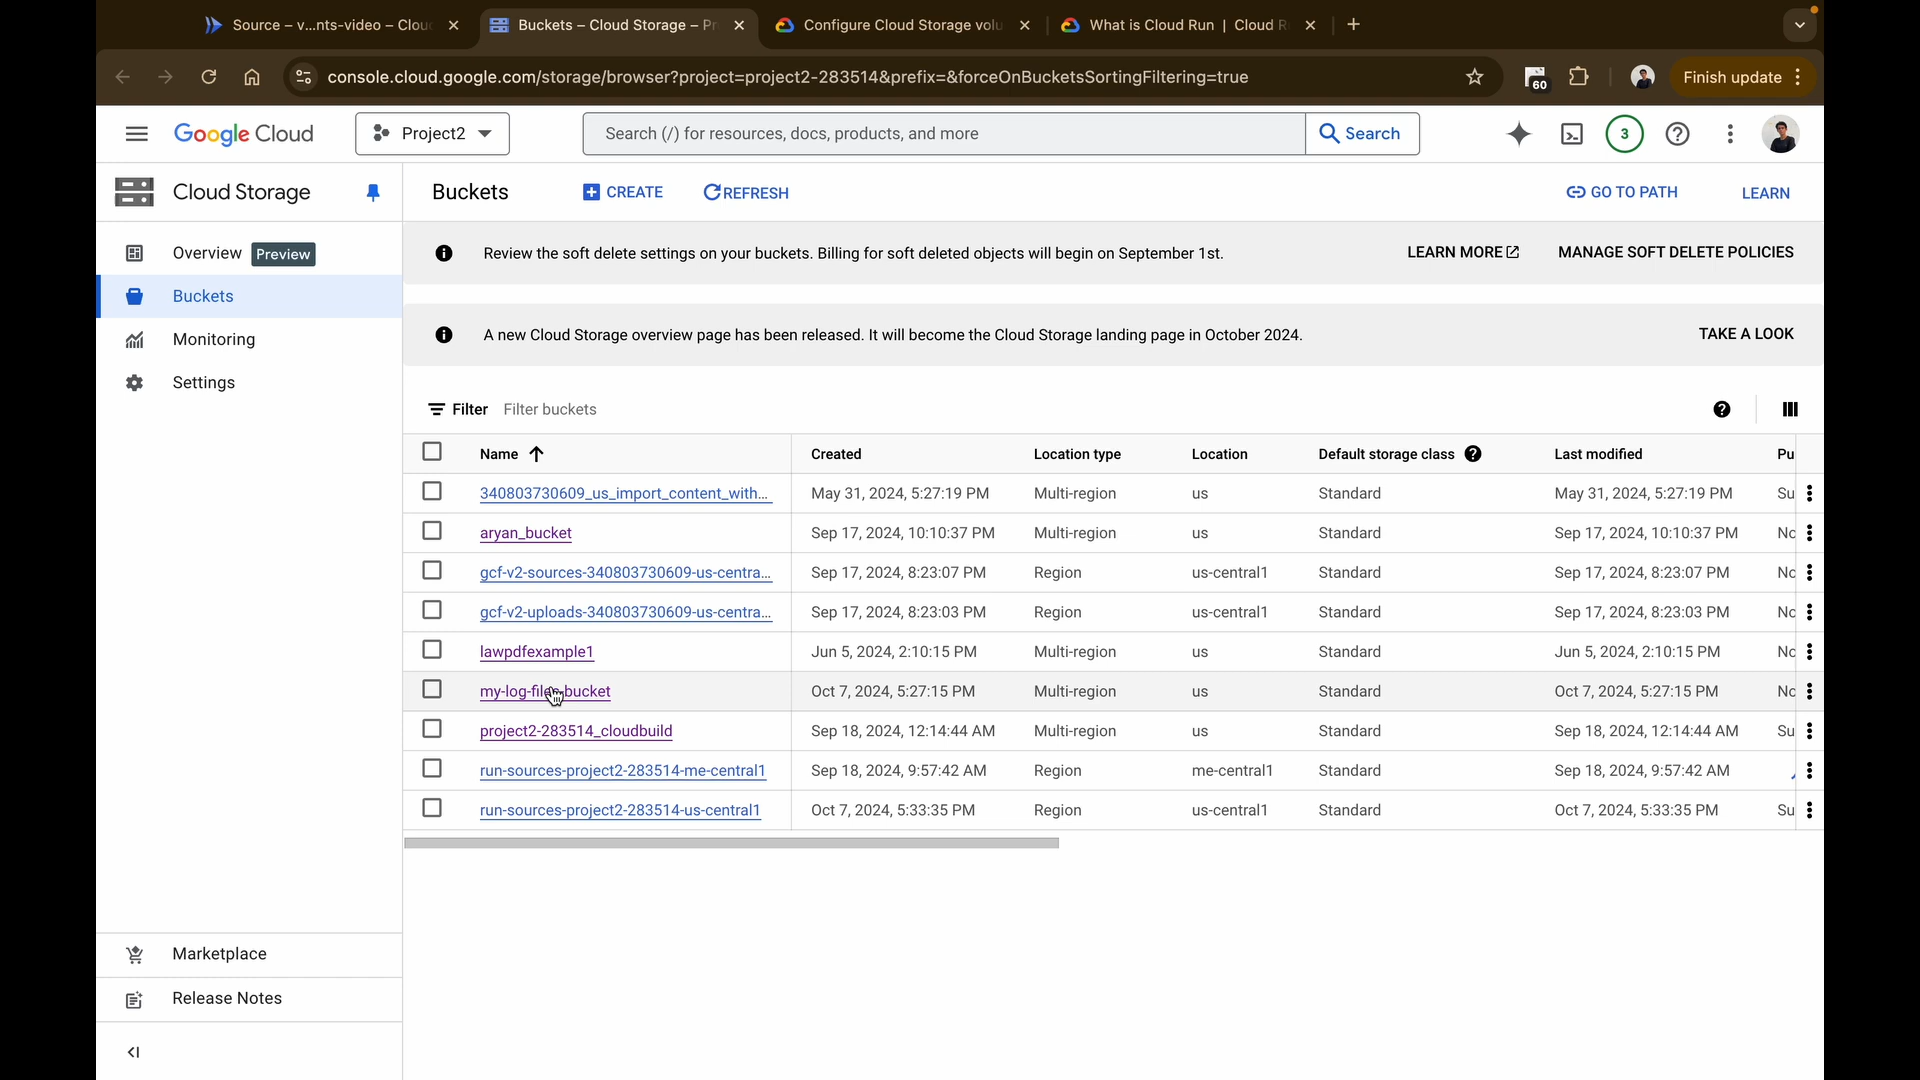 Source – v...nts-video – Clou
Buckets – Cloud Storage – Pr
Configure Cloud Storage volu
What is Cloud Run | Cloud R
console.cloud.google.com/storage/browser?project=project2-283514&prefix=&forceOnBucketsSortingFiltering=true
60
Finish update
Google Cloud
Project2
Search (/) for resources, docs, products, and more
Search
3
Cloud Storage
Buckets
CREATE
REFRESH
GO TO PATH
LEARN
Overview
Preview
Buckets
Monitoring
Settings
Review the soft delete settings on your buckets. Billing for soft deleted objects will begin on September 1st.
LEARN MORE
MANAGE SOFT DELETE POLICIES
A new Cloud Storage overview page has been released. It will become the Cloud Storage landing page in October 2024.
TAKE A LOOK
Filter
Filter buckets
Name Created Location type Location Default storage class Last modified Pu
340803730609_us_import_content_with... May 31, 2024, 5:27:19 PM Multi-region us Standard May 31, 2024, 5:27:19 PM Su
aryan_bucket Sep 17, 2024, 10:10:37 PM Multi-region us Standard Sep 17, 2024, 10:10:37 PM No
gcf-v2-sources-340803730609-us-centra... Sep 17, 2024, 8:23:07 PM Region us-central1 Standard Sep 17, 2024, 8:23:07 PM No
gcf-v2-uploads-340803730609-us-centra... Sep 17, 2024, 8:23:03 PM Region us-central1 Standard Sep 17, 2024, 8:23:03 PM No
lawpdfexample1 Jun 5, 2024, 2:10:15 PM Multi-region us Standard Jun 5, 2024, 2:10:15 PM No
my-log-files-bucket Oct 7, 2024, 5:27:15 PM Multi-region us Standard Oct 7, 2024, 5:27:15 PM No
project2-283514_cloudbuild Sep 18, 2024, 12:14:44 AM Multi-region us Standard Sep 18, 2024, 12:14:44 AM Su
run-sources-project2-283514-me-central1 Sep 18, 2024, 9:57:42 AM Region me-central1 Standard Sep 18, 2024, 9:57:42 AM
run-sources-project2-283514-us-central1 Oct 7, 2024, 5:33:35 PM Region us-central1 Standard Oct 7, 2024, 5:33:35 PM Su
Marketplace
Release Notes